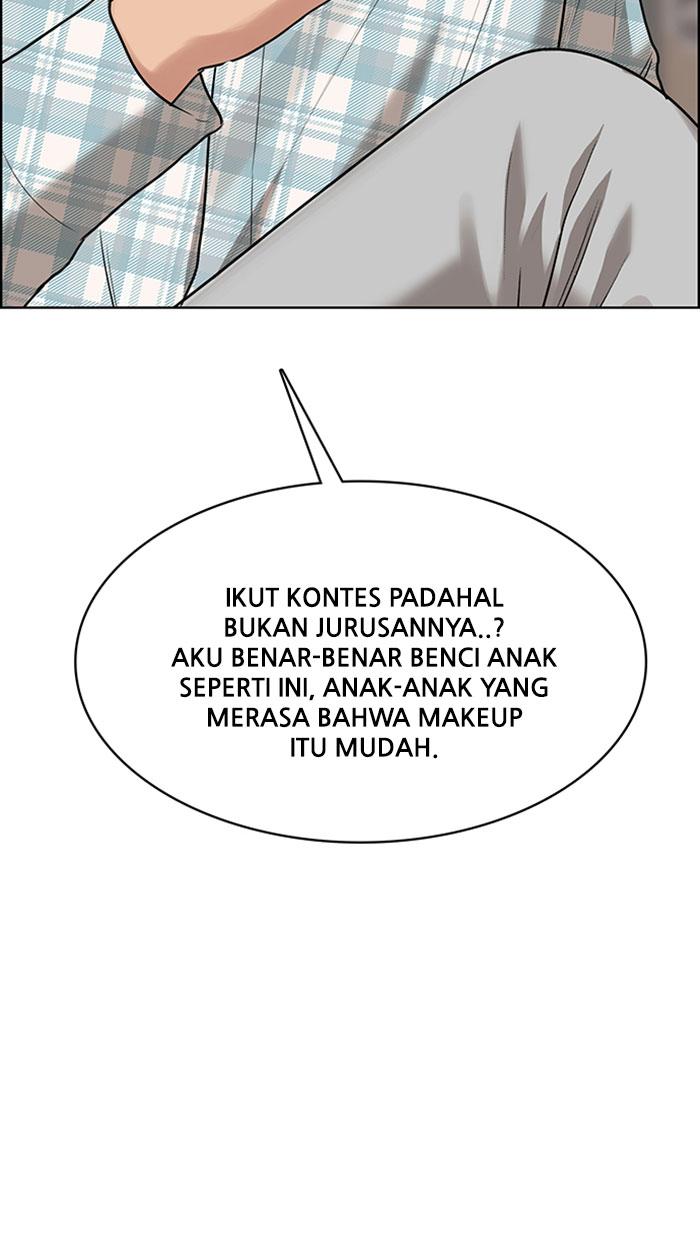 IKUT KONTES PADAHAL
BUKAN JURUSANNYA..?
AKU BENAR-BENAR BENCI ANAK
SEPERTI INI, ANAK-ANAK YANG
MERASA BAHWA MAKEUP
ITU MUDAH.